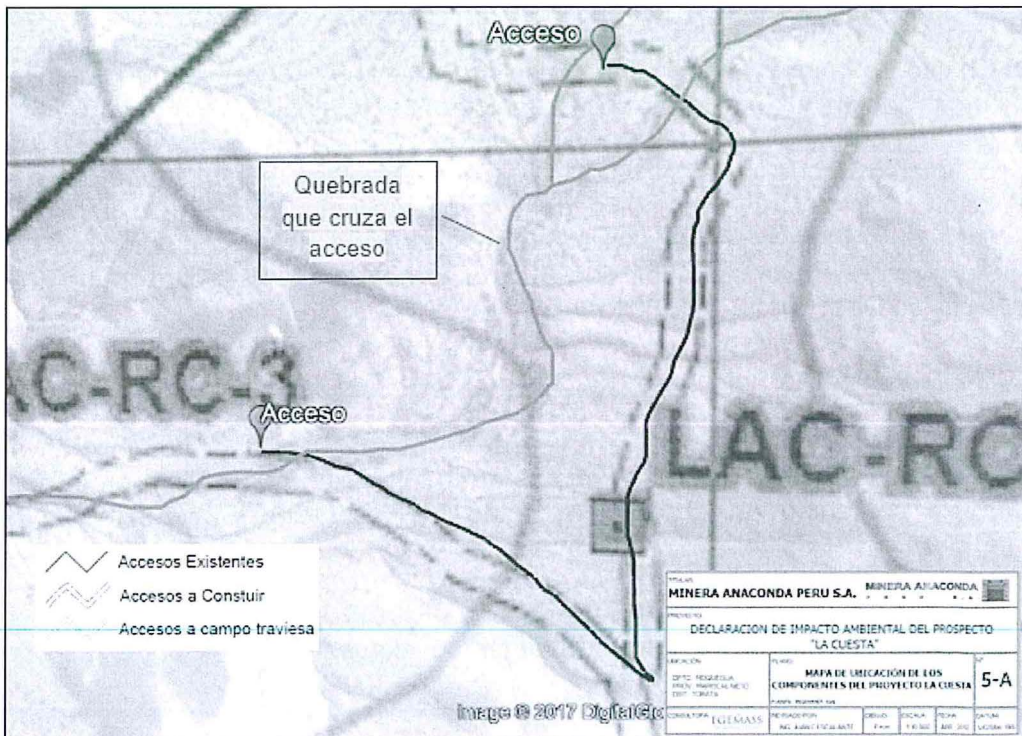 Acceso
Quebrada
que cruza el
acceso
AC-RC-3
Acceso
LAC-RC
Accesos Existentes
Accesos a Constuir
Accesos a campo traviesa
MINERA ANACONDA PERU S.A.
MINERA ANACONDA
DECLARACION DE IMPACTO AMBIENTAL DEL PROSPECTO
"LA CUESTA"
MAPA DE UBICACIÓN DE LOS
COMPONENTES DEL PROYECTO LA CUESTA
5-A
EGEMASS
Image © 2017 DigitalGlo